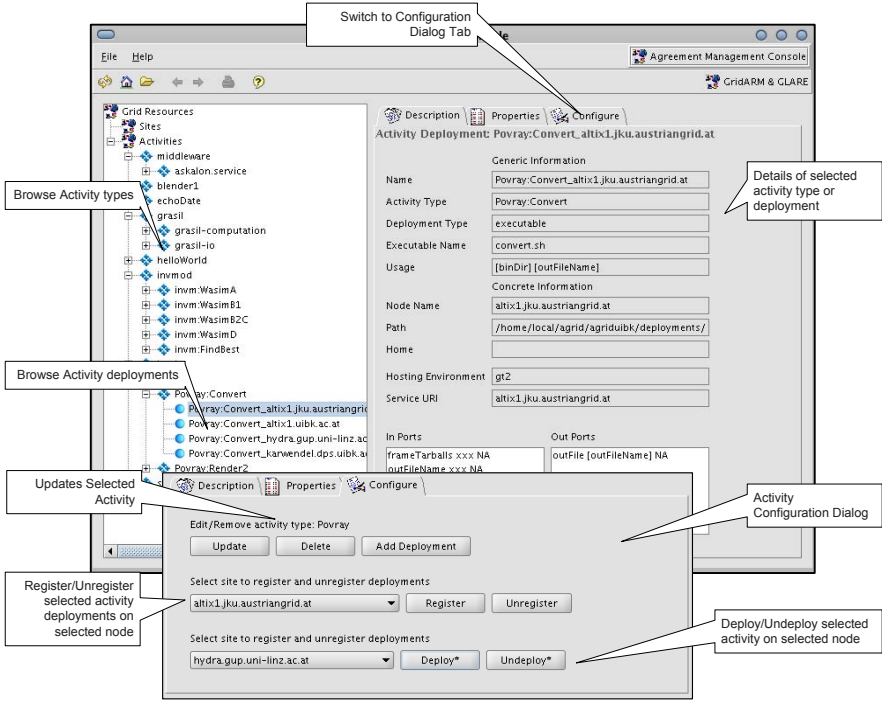 Switch to Configuration
Dialog Tab
File Help
Agreement Management Console
GridARM & GLARE
Grid Resources
Sites
Activities
middleware
askalon.service
blender1
echoDate
grasil
grasil-computation
grasil-io
helloWorld
invmod
invm:WasimA
invm:WasimB1
invm:WasimB2C
invm:WasimD
invm:FindBest
Povray:Convert
Povray:Convert_altix1.jku.austriangrid
Povray:Convert_altix1.uibk.ac.at
Povray:Convert_hydra.gup.uni-linz.ac
Povray:Convert_karwendel.dps.uibk.a
Povray:Render2
Browse Activity types
Browse Activity deployments
Description Properties Configure
Activity Deployment: Povray:Convert_altix1.jku.austriangrid.at
Generic Information
Name Povray:Convert_altix1.jku.austriangrid.at
Activity Type Povray:Convert
Deployment Type executable
Executable Name convert.sh
Usage [binDir] [outFileName]
Concrete Information
Node Name altix1.jku.austriangrid.at
Path /home/local/agrid/agriduibk/deployments/
Home
Hosting Environment gt2
Service URI altix1.jku.austriangrid.at
In Ports Out Ports
frameTarballs xxx NA outFile [outFileName] NA
outFileName xxx NA
Details of selected
activity type or
deployment
Updates Selected
Activity
Description Properties Configure
Edit/Remove activity type: Povray
Update Delete Add Deployment
Select site to register and unregister deployments
altix1.jku.austriangrid.at Register Unregister
Select site to register and unregister deployments
hydra.gup.uni-linz.ac.at Deploy* Undeploy*
Activity
Configuration Dialog
Register/Unregister
selected activity
deployments on
selected node
Deploy/Undeploy selected
activity on selected node